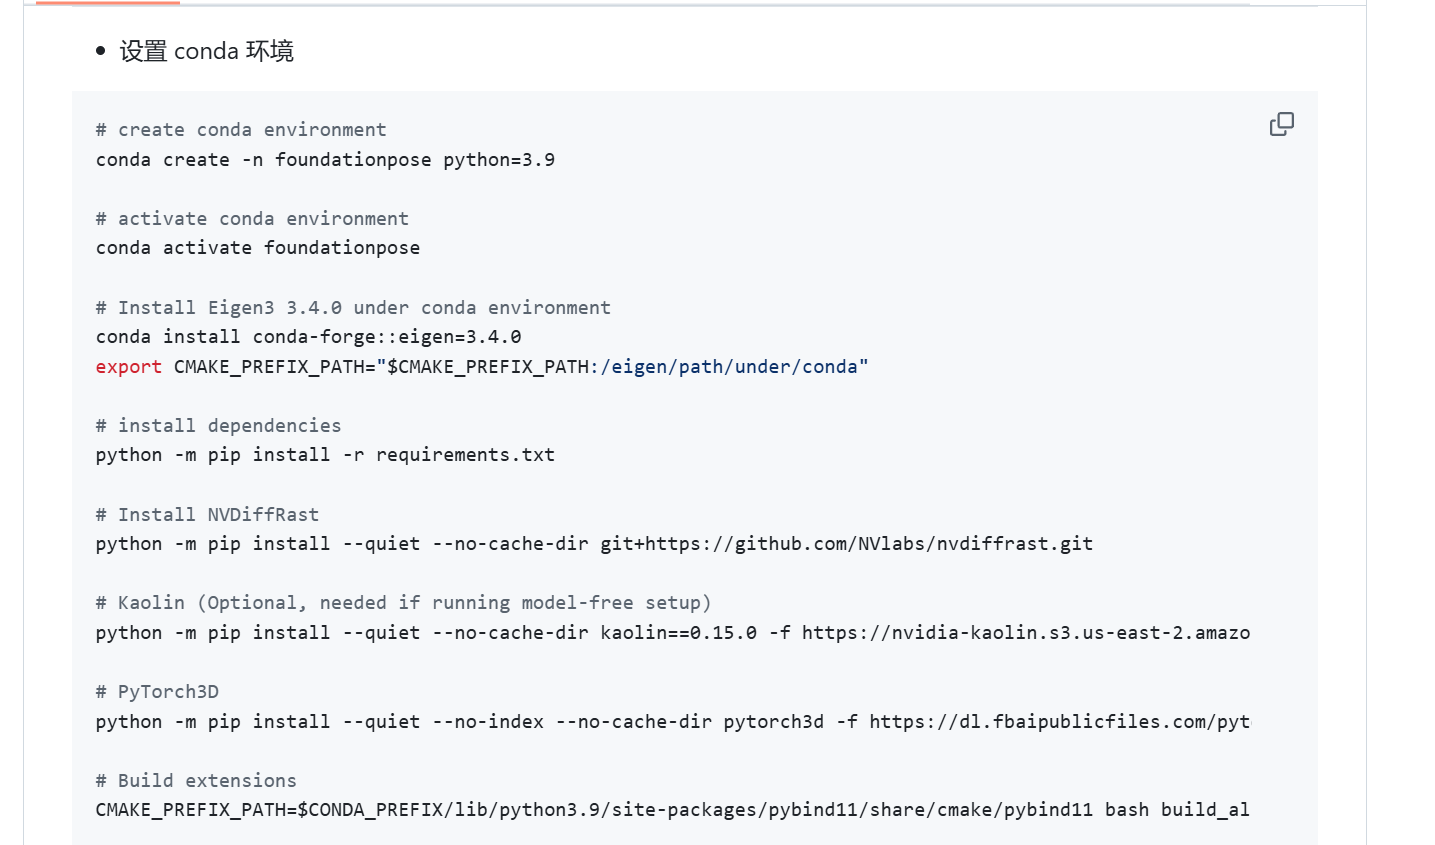 设置 conda 环境
# create conda environment
conda create -n foundationpose python=3.9
# activate conda environment
conda activate foundationpose
# Install Eigen3 3.4.0 under conda environment
conda install conda-forge::eigen=3.4.0
export CMAKE_PREFIX_PATH="$CMAKE_PREFIX_PATH:/eigen/path/under/conda"
# install dependencies
python -m pip install -r requirements.txt
# Install NVDiffRast
python -m pip install --quiet --no-cache-dir git+https://github.com/NVlabs/nvdiffrast.git
# Kaolin (Optional, needed if running model-free setup)
python -m pip install --quiet --no-cache-dir kaolin==0.15.0 -f https://nvidia-kaolin.s3.us-east-2.amazo
# PyTorch3D
python -m pip install --quiet --no-index --no-cache-dir pytorch3d -f https://dl.fbaipublicfiles.com/pyt
# Build extensions
CMAKE_PREFIX_PATH=$CONDA_PREFIX/lib/python3.9/site-packages/pybind11/share/cmake/pybind11 bash build_al